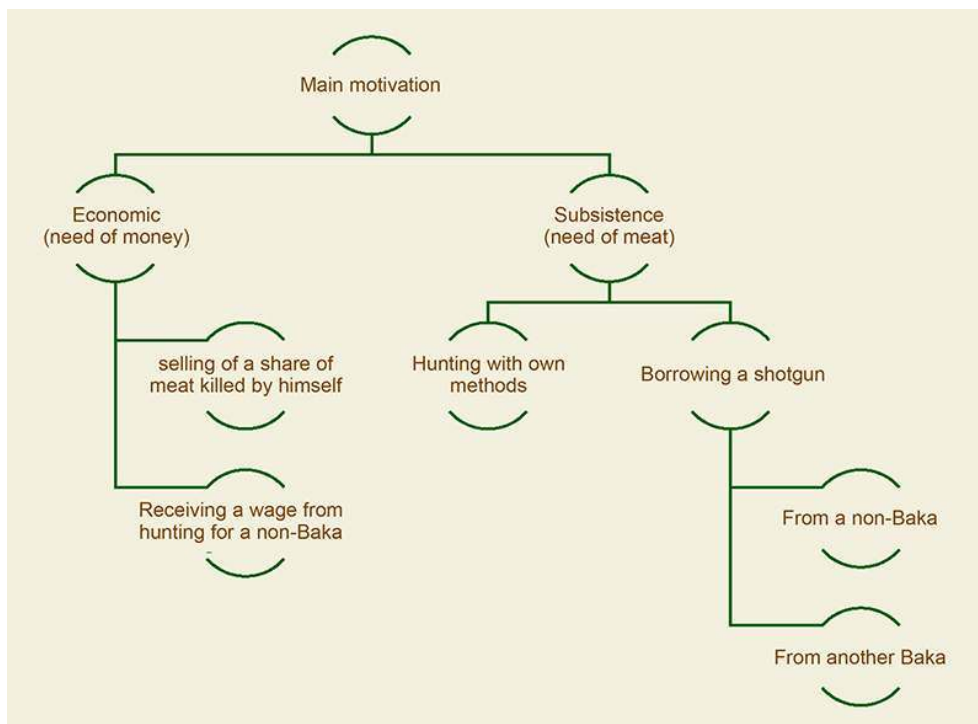 Main motivation
Economic
(need of money)
Subsistence
(need of meat)
selling of a share of
meat killed by himself
Hunting with own
methods
Borrowing a shotgun
Receiving a wage from
hunting for a non-Baka
From a non-Baka
From another Baka